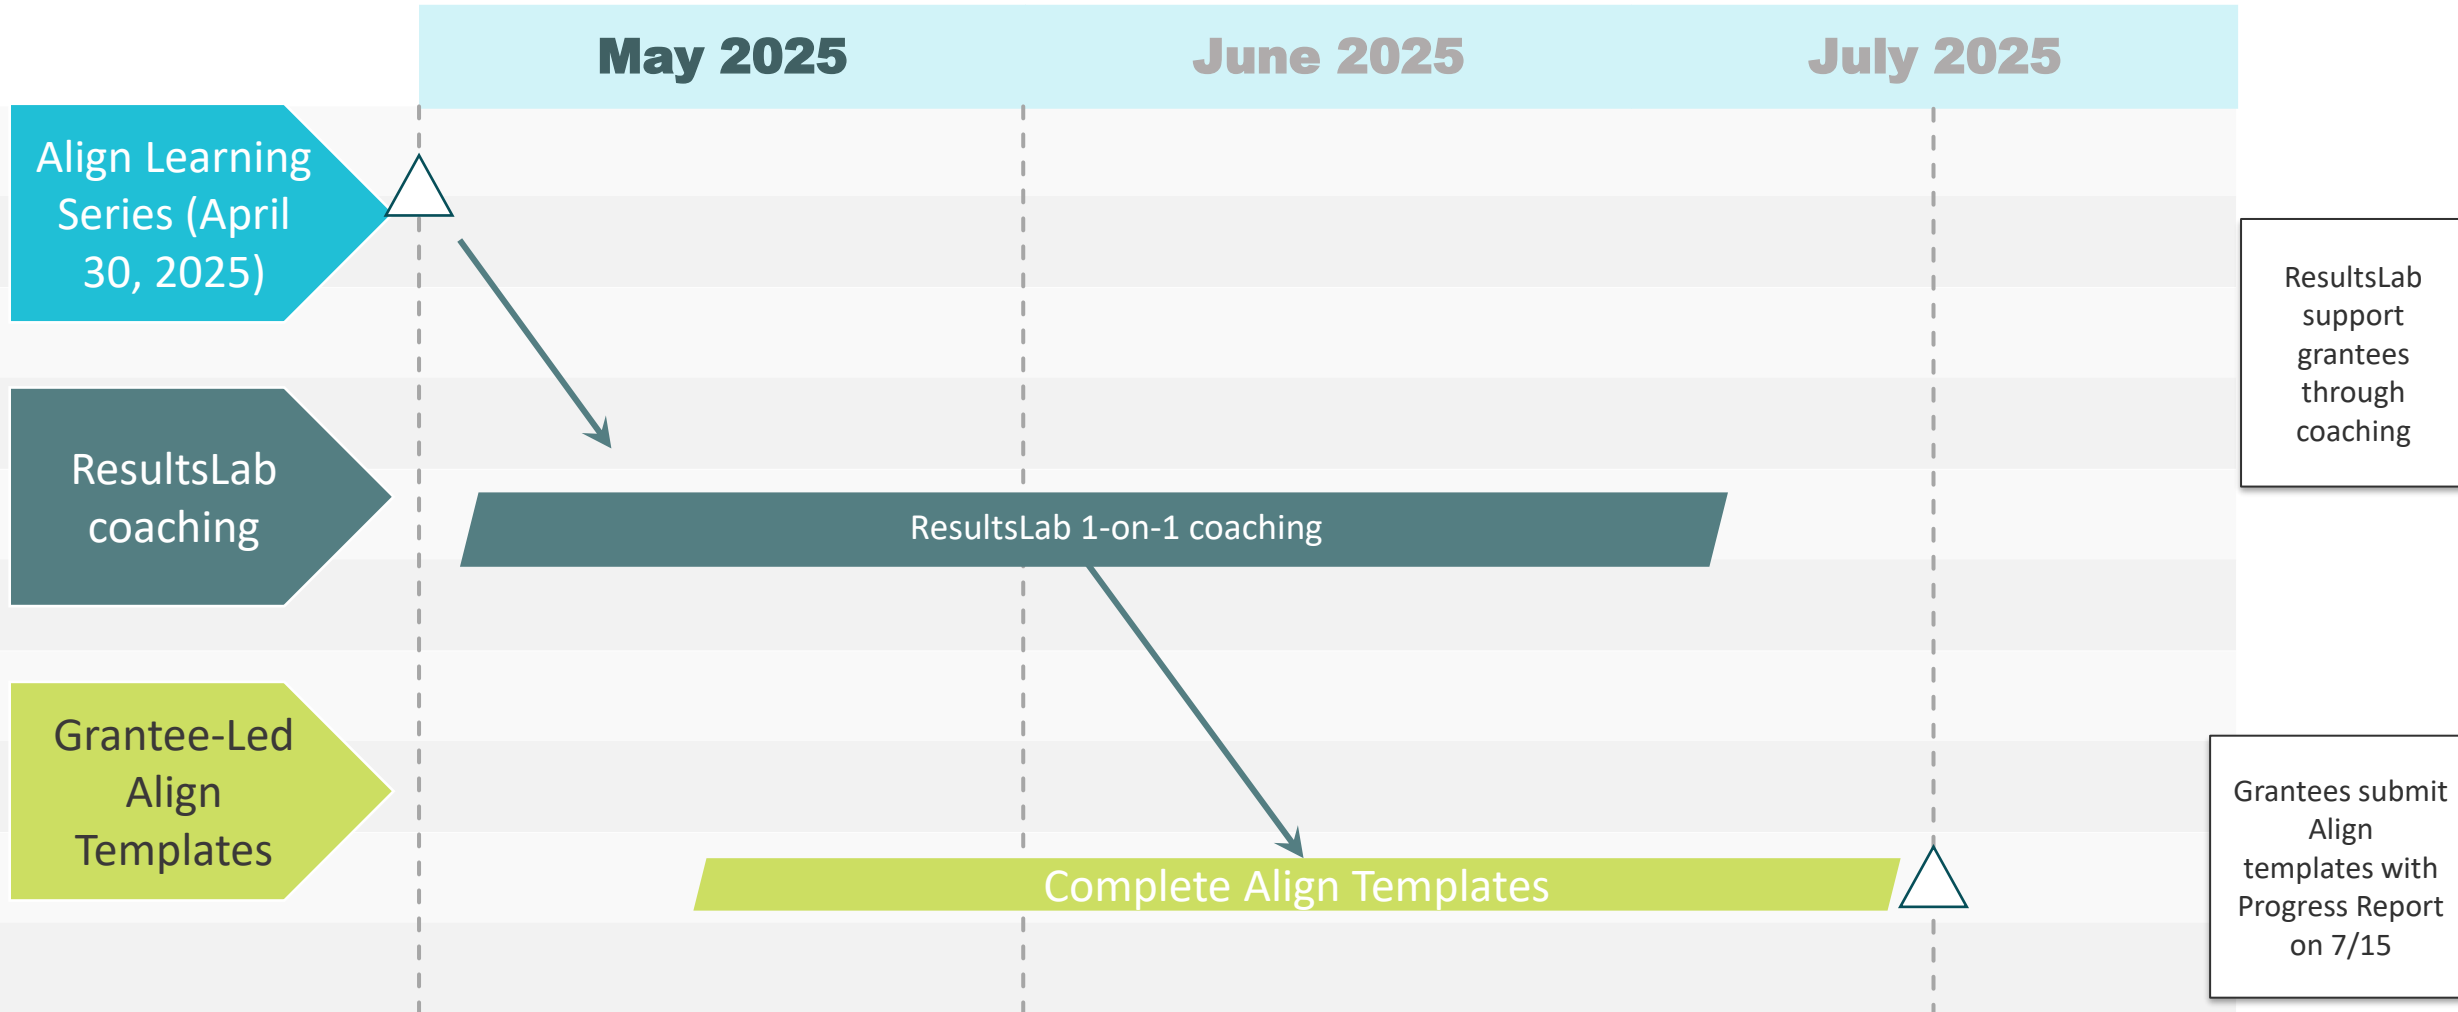 May 2025
June 2025
July 2025
Align Learning
Series (April
30, 2025)
ResultsLab
support
grantees
through
coaching
ResultsLab
coaching
ResultsLab 1-on-1 coaching
Grantee-Led
Align
Templates
Complete Align Templates
Grantees submit
Align
templates with
Progress Report
on 7/15